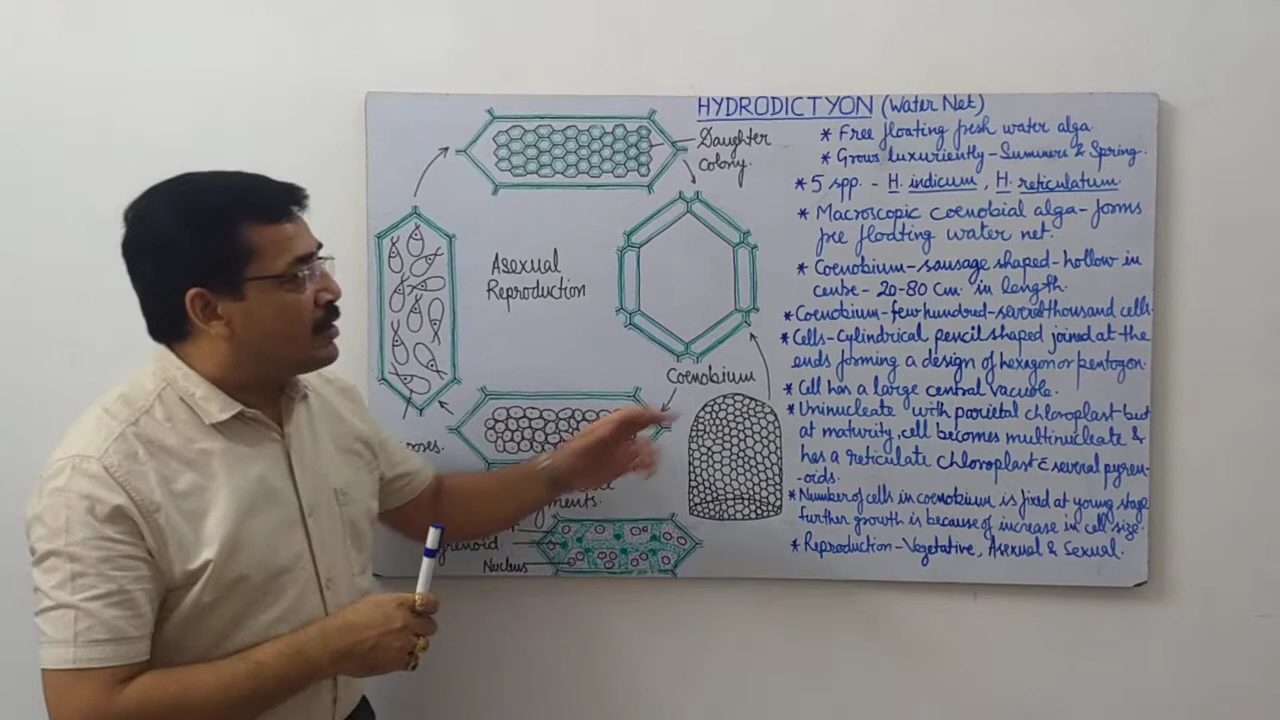 HYDRODICTYON (Water Net)
* Free floating fresh water alga.
* Grows luxuriently - Summers & Spring.
* 5 spp. - H. indicum, H. reticulatum
* Macroscopic coenobial alga - forms
free floating water net.
* Coenobium - sausage shaped - hollow in
centre - 20-80 Cm. in length.
* Coenobium - few hundred - several thousand cells.
* Cells - Cylindrical pencil shaped joined at the
ends forming a design of hexagon or pentagon.
* Cell has a large central vacuole.
* Uninucleate with parietal chloroplast but
at maturity, cell becomes multinucleate &
has a reticulate chloroplast c̄ several pyren-
-oids.
* Number of cells in coenobium is fixed at young stage
further growth is because of increase in cell size.
* Reproduction - Vegetative, Asexual & Sexual.
Daughter
Colony.
Asexual
Reproduction
Coenobium
Nucleus